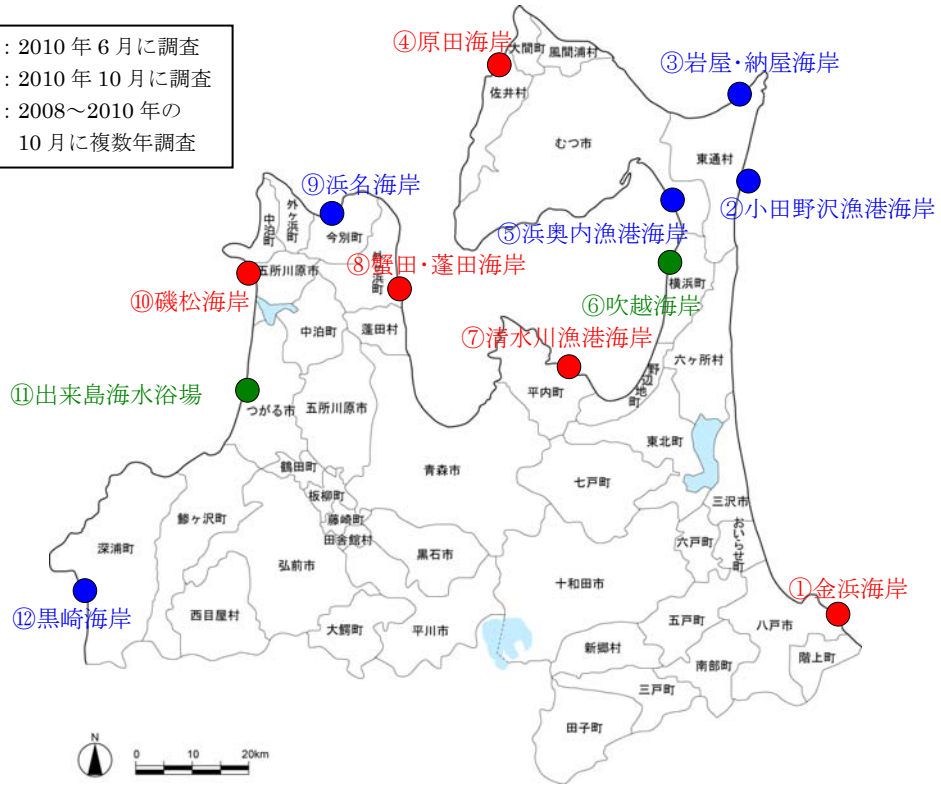 : 2010 年 6 月に調査
: 2010 年 10 月に調査
: 2008～2010 年の
10 月に複数年調査
④原田海岸
大間町
風間浦村
③岩屋・納屋海岸
佐井村
むつ市
東通村
⑨浜名海岸
②小田野沢漁港海岸
⑤浜奥内漁港海岸
中泊町
外ヶ浜町
今別町
外ヶ浜町
五所川原市
⑧蟹田・蓬田海岸
⑩磯松海岸
横浜町
⑥吹越海岸
中泊町
蓬田村
⑦清水川漁港海岸
六ヶ所村
野辺地町
平内町
⑪出来島海水浴場
つがる市
五所川原市
東北町
青森市
鶴田町
七戸町
板柳町
三沢市
鰺ヶ沢町
藤崎町
おいらせ町
田舎館村
六戸町
深浦町
弘前市
黒石市
十和田市
①金浜海岸
⑫黒崎海岸
西目屋村
大鰐町
平川市
五戸町
八戸市
新郷村
南部町
階上町
三戸町
田子町
N
0 10 20km